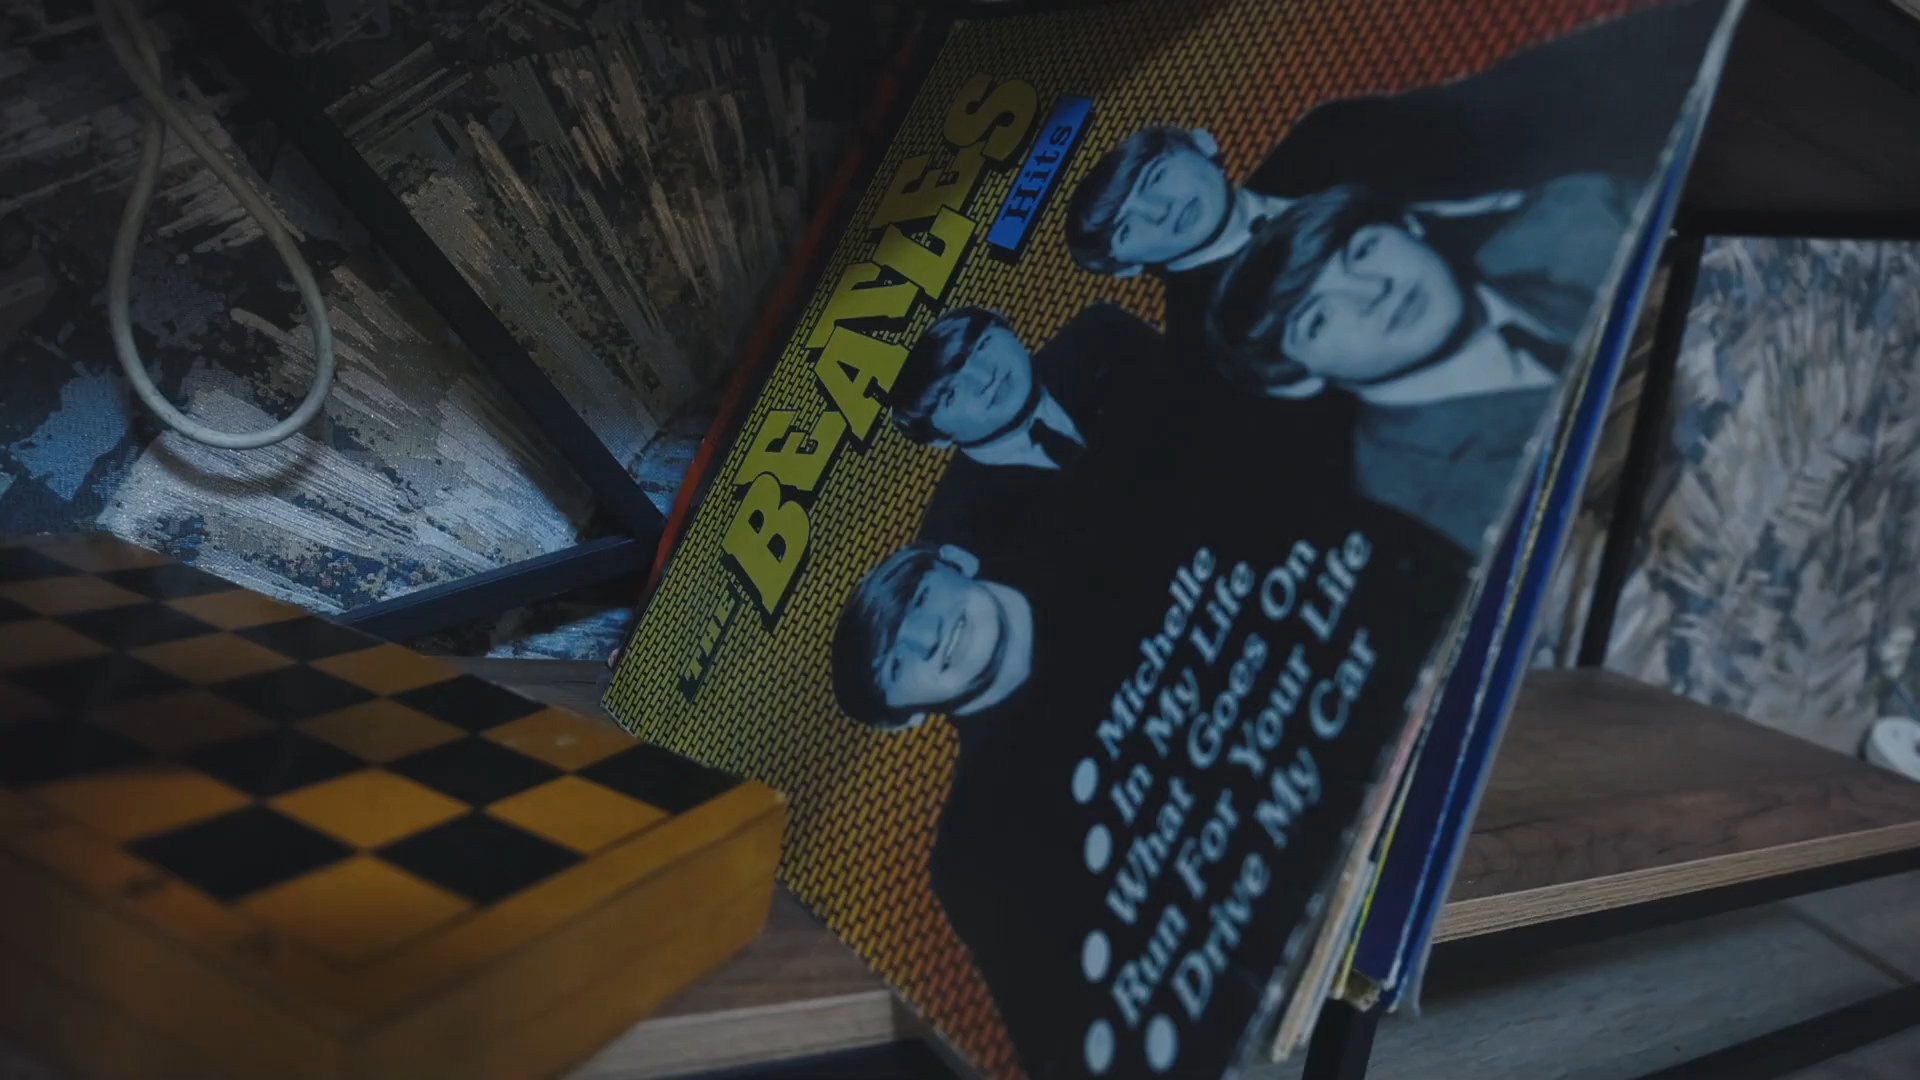 THE BEATLES
Hits
Michelle
In My Life
What Goes On
Run For Your Life
Drive My Car